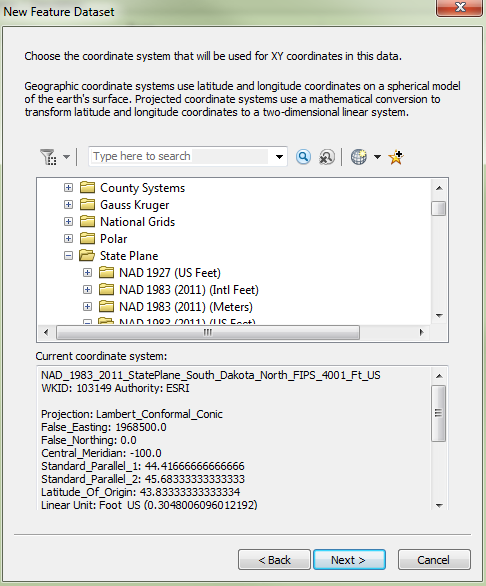 New Feature Dataset
Choose the coordinate system that will be used for XY coordinates in this data.
Geographic coordinate systems use latitude and longitude coordinates on a spherical model
of the earth's surface. Projected coordinate systems use a mathematical conversion to
transform latitude and longitude coordinates to a two-dimensional linear system.
Type here to search
County Systems
Gauss Kruger
National Grids
Polar
State Plane
NAD 1927 (US Feet)
NAD 1983 (2011) (Intl Feet)
NAD 1983 (2011) (Meters)
NAD 1983 (2011) (US Feet)
Current coordinate system:
NAD_1983_2011_StatePlane_South_Dakota_North_FIPS_4001_Ft_US
WKID: 103149 Authority: ESRI
Projection: Lambert_Conformal_Conic
False_Easting: 1968500.0
False_Northing: 0.0
Central_Meridian: -100.0
Standard_Parallel_1: 44.41666666666666
Standard_Parallel_2: 45.68333333333333
Latitude_Of_Origin: 43.83333333333334
Linear Unit: Foot_US (0.3048006096012192)
< Back
Next >
Cancel